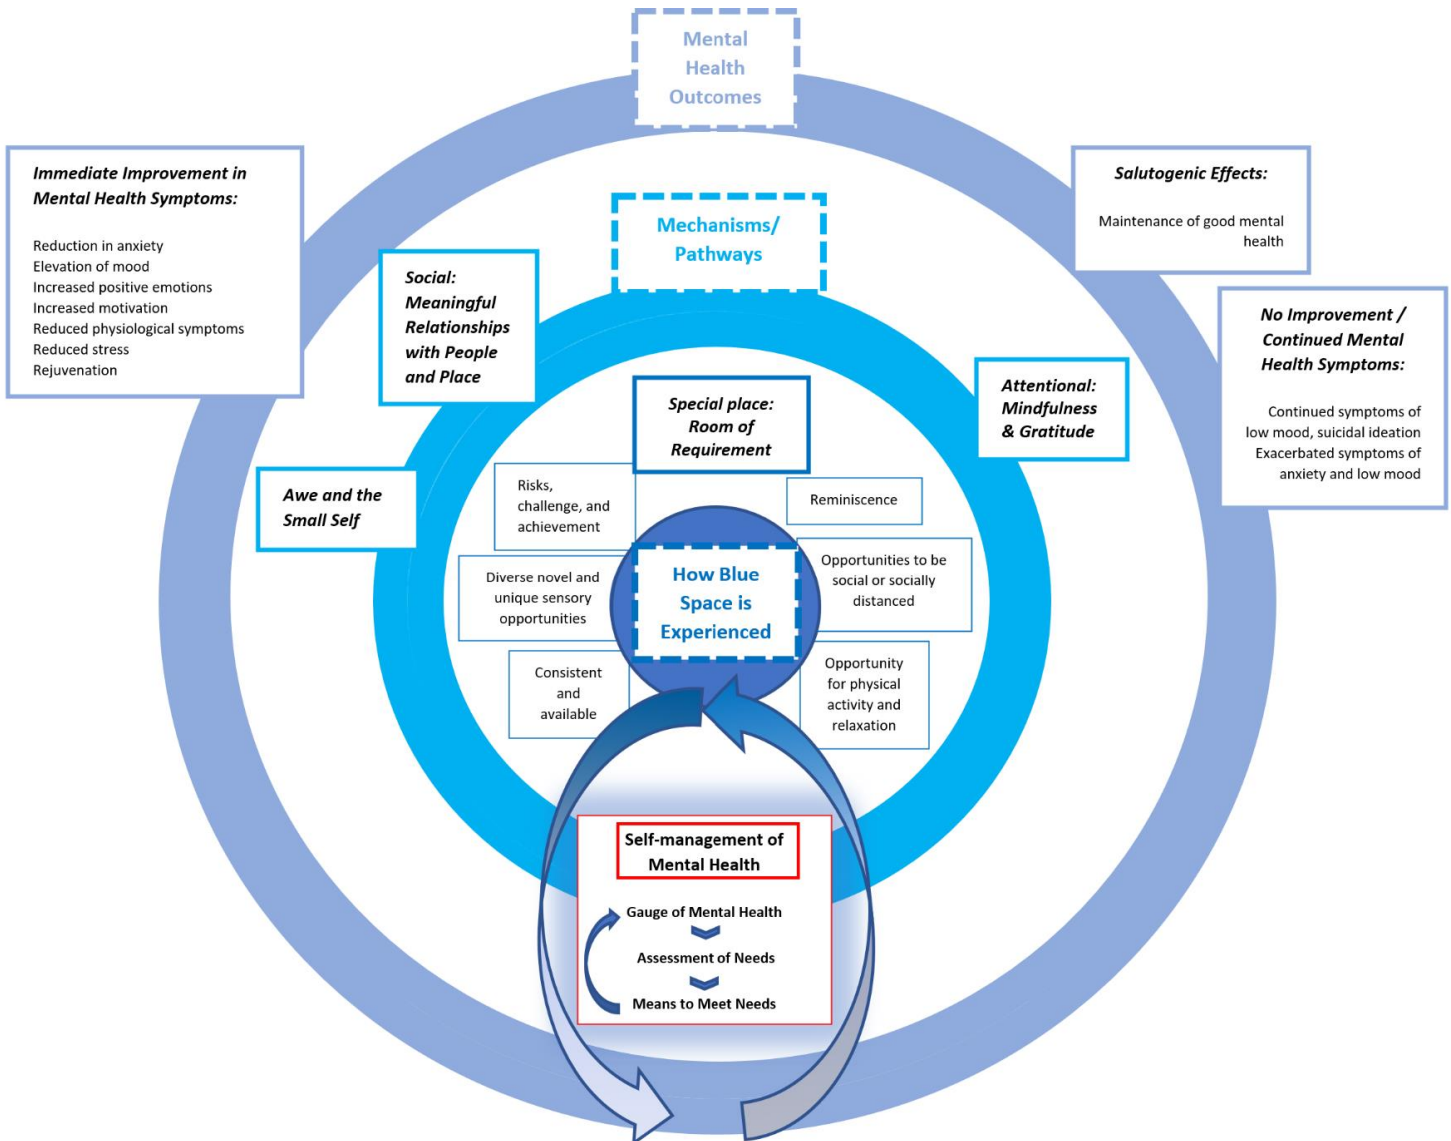 Mental
Health
Outcomes
Immediate Improvement in
Mental Health Symptoms:
Reduction in anxiety
Elevation of mood
Increased positive emotions
Increased motivation
Reduced physiological symptoms
Reduced stress
Rejuvenation
Salutogenic Effects:
Maintenance of good mental
health
Mechanisms/
Pathways
Social:
Meaningful
Relationships
with People
and Place
No Improvement /
Continued Mental
Health Symptoms:
Continued symptoms of
low mood, suicidal ideation
Exacerbated symptoms of
anxiety and low mood
Attentional:
Mindfulness
& Gratitude
Special place:
Room of
Requirement
Awe and the
Small Self
Risks,
challenge, and
achievement
Reminiscence
Diverse novel and
unique sensory
opportunities
How Blue
Space is
Experienced
Opportunities to be
social or socially
distanced
Consistent
and
available
Opportunity
for physical
activity and
relaxation
Self-management of
Mental Health
Gauge of Mental Health
Assessment of Needs
Means to Meet Needs